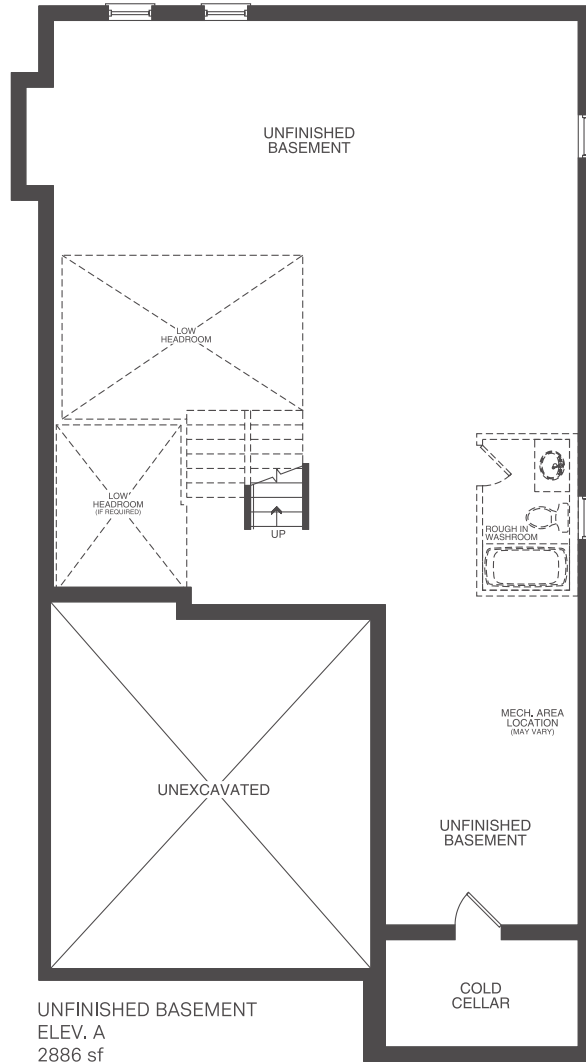 UNFINISHED
BASEMENT
LOW
HEADROOM
LOW
HEADROOM
(IF REQUIRED)
UP
ROUGH IN
WASHROOM
MECH. AREA
LOCATION
(MAY VARY)
UNEXCAVATED
UNFINISHED
BASEMENT
COLD
CELLAR
UNFINISHED BASEMENT
ELEV. A
2886 sf